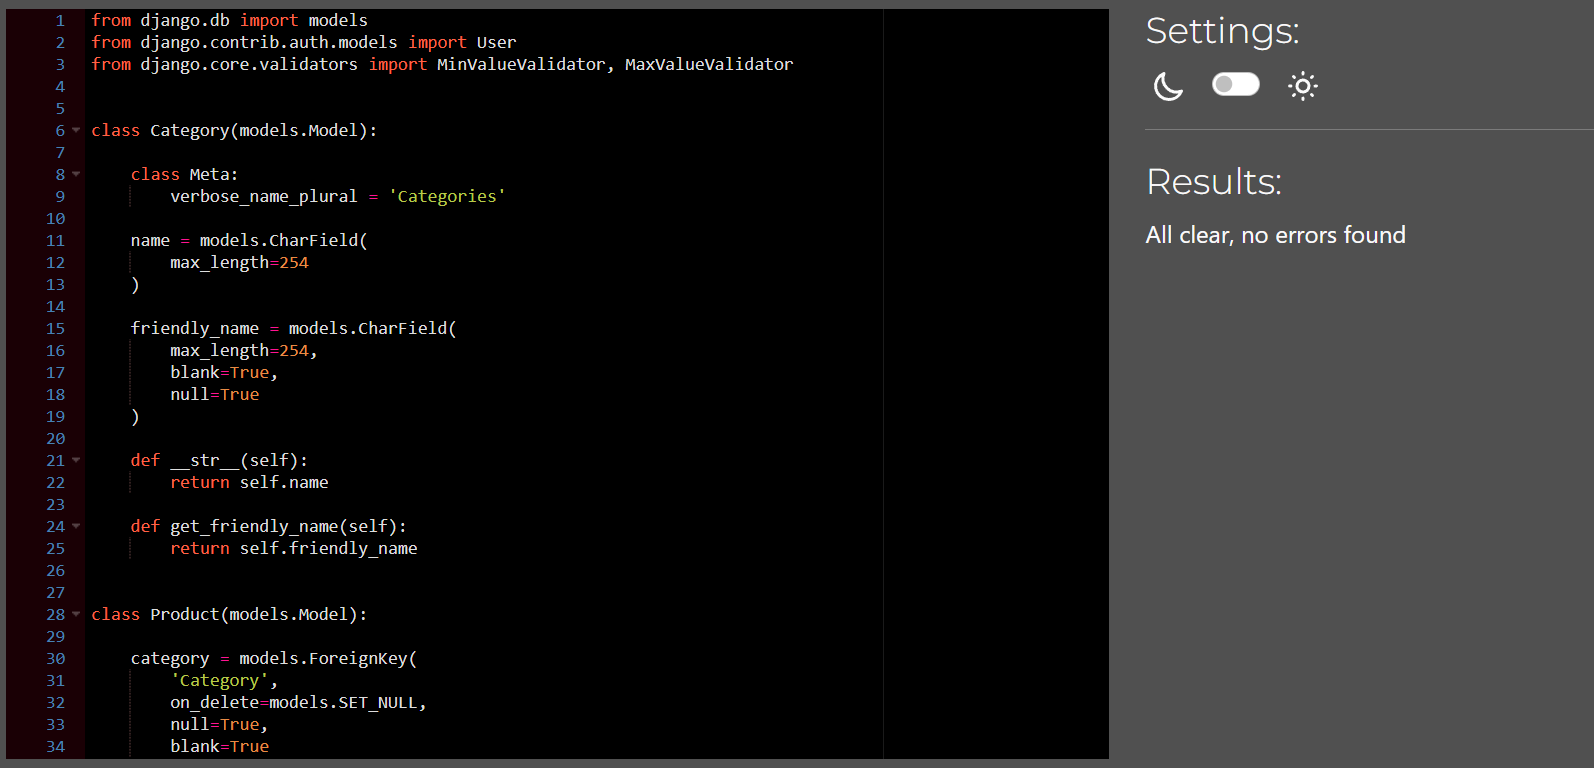 1 from django.db import models
2 from django.contrib.auth.models import User
3 from django.core.validators import MinValueValidator, MaxValueValidator
4
5
6 class Category(models.Model):
7
8     class Meta:
9         verbose_name_plural = 'Categories'
10
11     name = models.CharField(
12         max_length=254
13     )
14
15     friendly_name = models.CharField(
16         max_length=254,
17         blank=True,
18         null=True
19     )
20
21     def __str__(self):
22         return self.name
23
24     def get_friendly_name(self):
25         return self.friendly_name
26
27
28 class Product(models.Model):
29
30     category = models.ForeignKey(
31         'Category',
32         on_delete=models.SET_NULL,
33         null=True,
34         blank=True
Settings:
Results:
All clear, no errors found